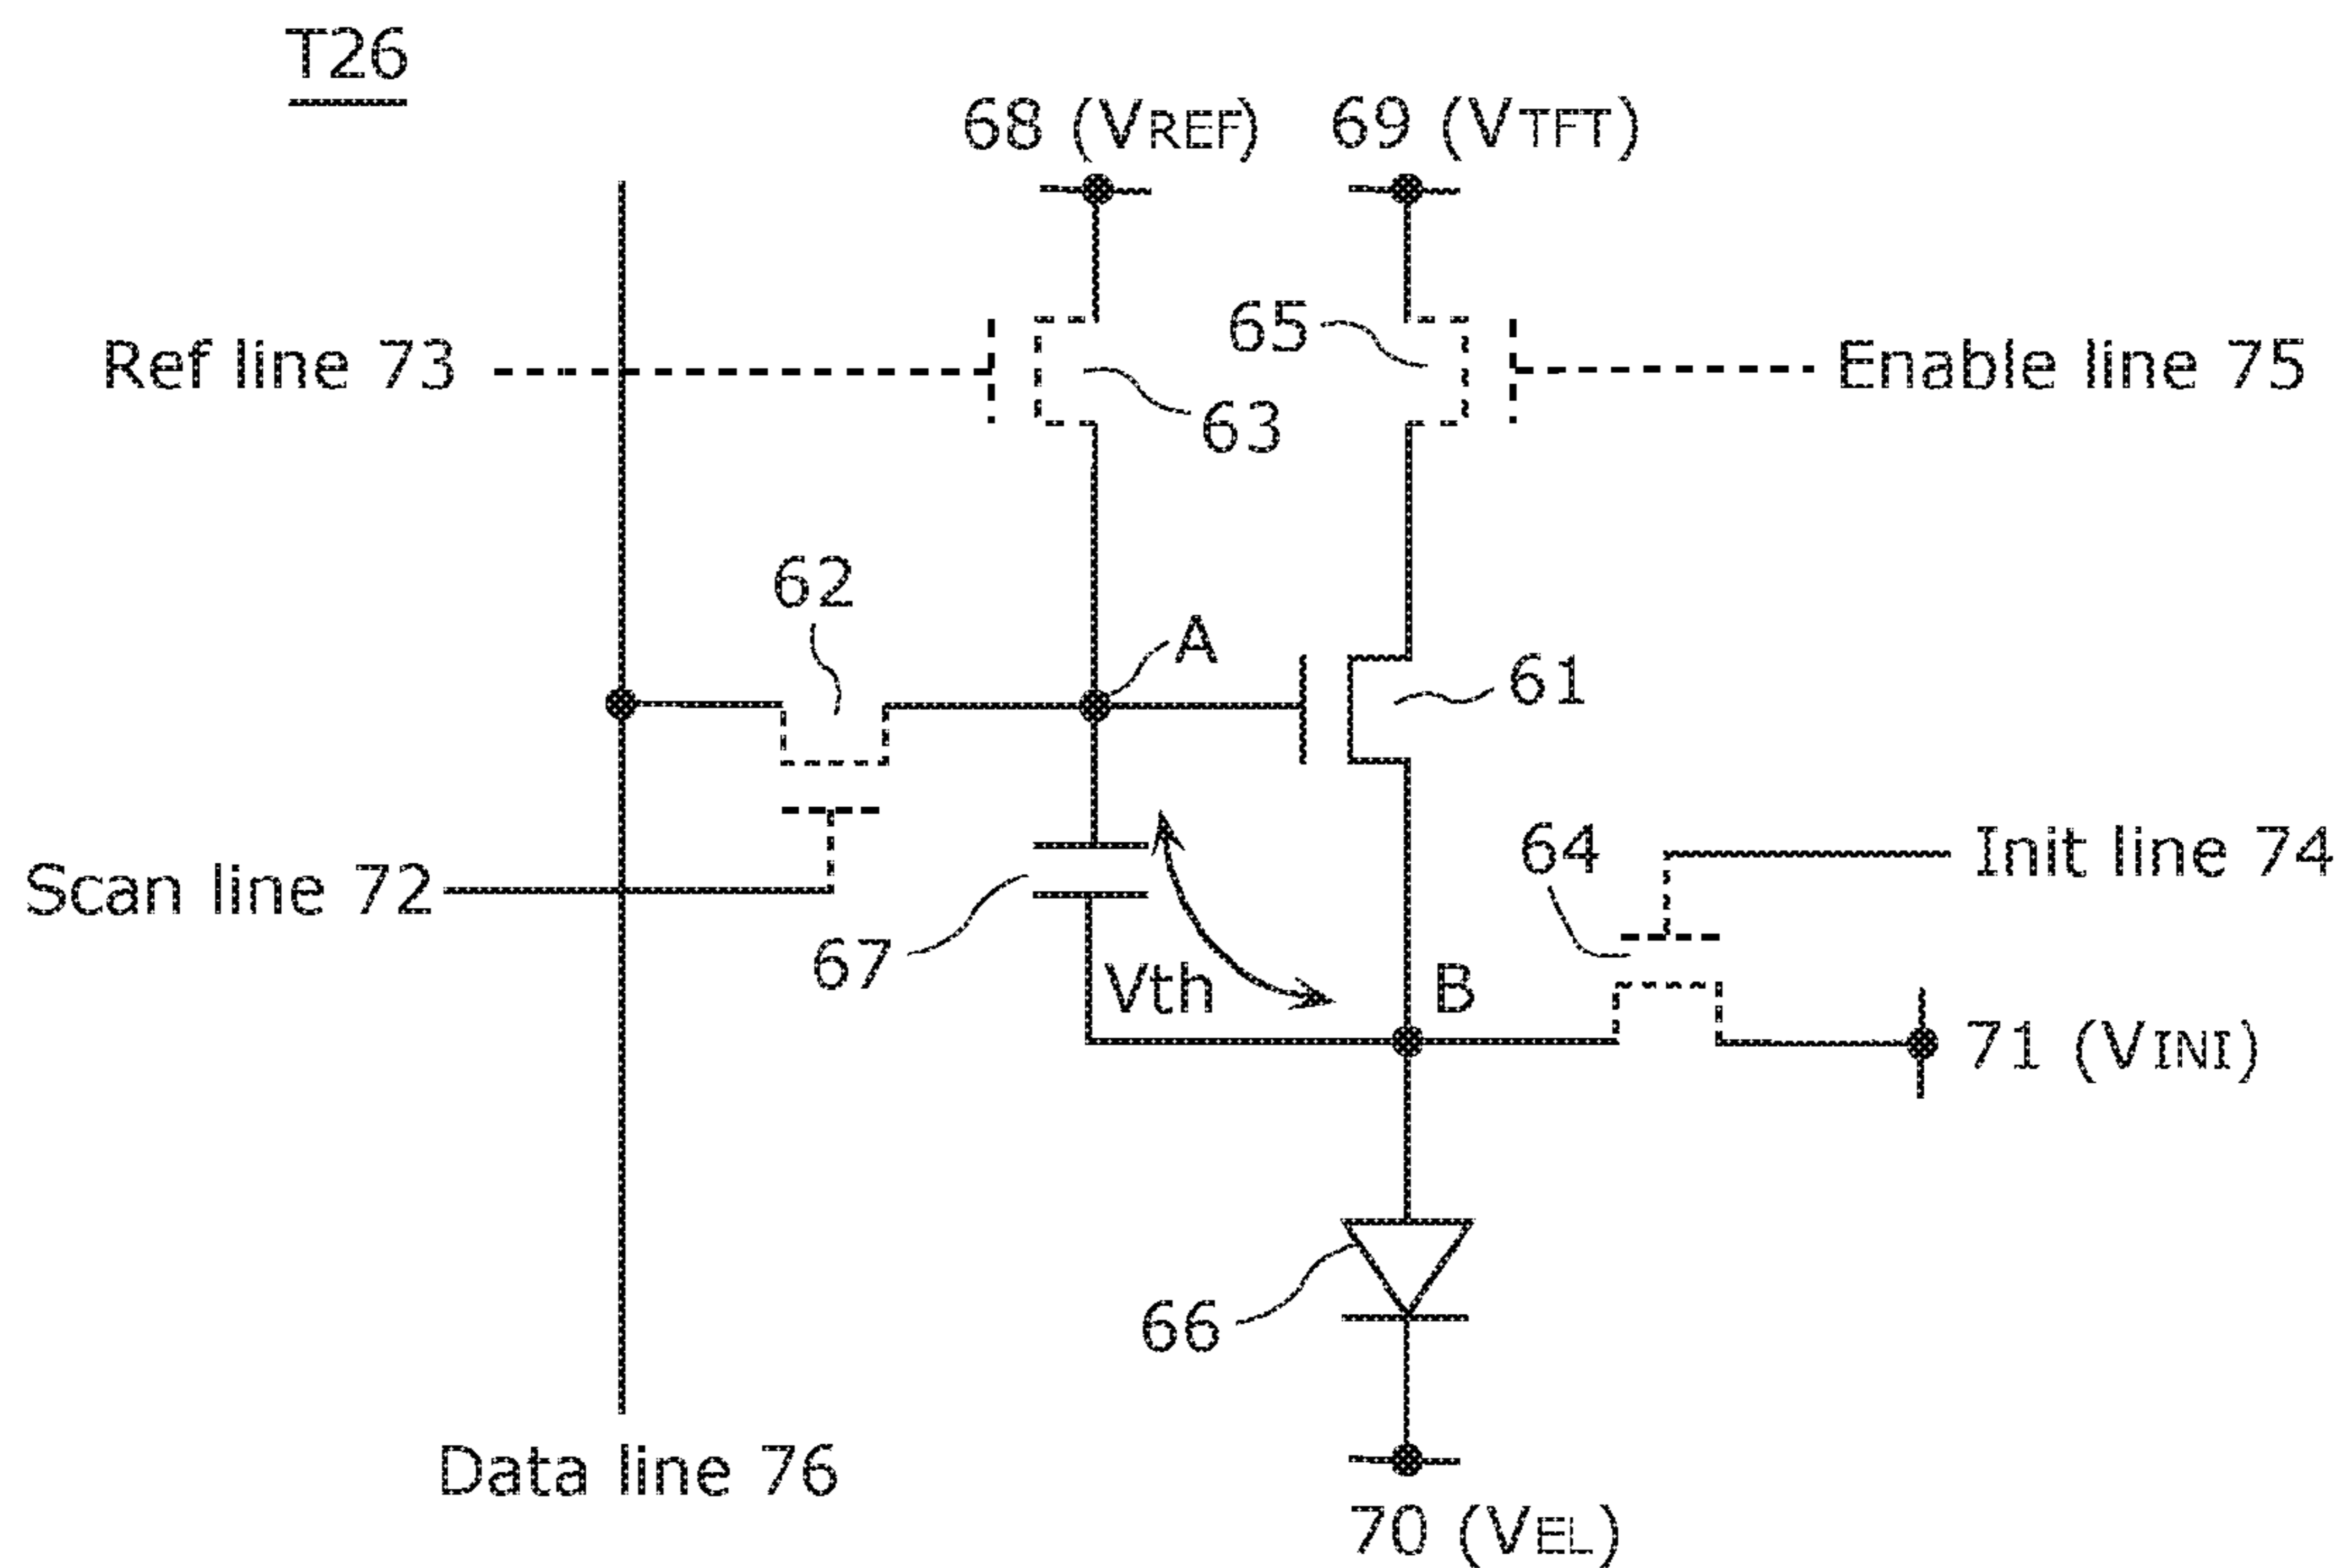 T26
68 (VREF)
69 (VTFT)
Ref line 73
63
65
Enable line 75
62
A
61
Scan line 72
67
Vth
B
64
Init line 74
71 (VINI)
66
Data line 76
70 (VEL)